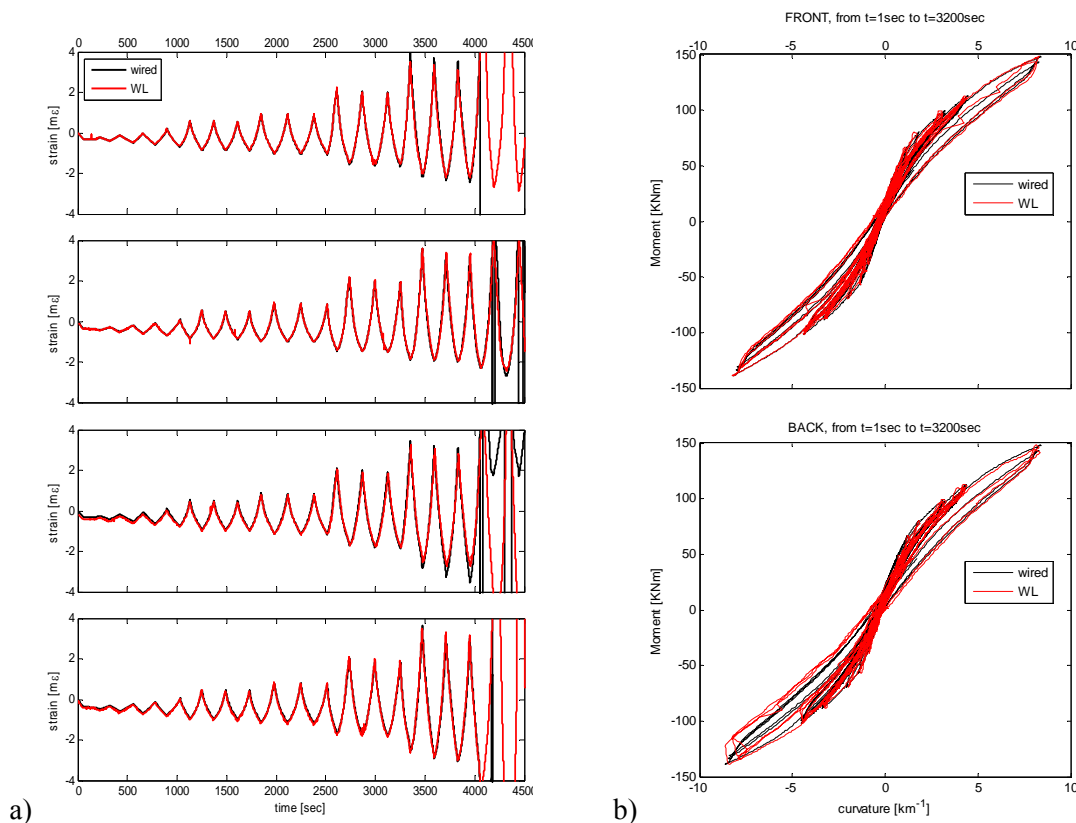 0 500 1000 1500 2000 2500 3000 3500 4000 450
4
0
-4
strain [mε]
wired
WL
4
2
0
-2
-4
strain [mε]
4
2
0
-2
-4
strain [mε]
4
2
0
-2
-4
strain [mε]
0 500 1000 1500 2000 2500 3000 3500 4000 450
time [sec]
a)
FRONT, from t=1sec to t=3200sec
-10 -5 0 5 10
150
100
50
0
-50
-100
-150
Moment [KNm]
wired
WL
BACK, from t=1sec to t=3200sec
150
100
50
0
-50
-100
-150
Moment [KNm]
wired
WL
-10 -5 0 5 10
curvature [km⁻¹]
b)